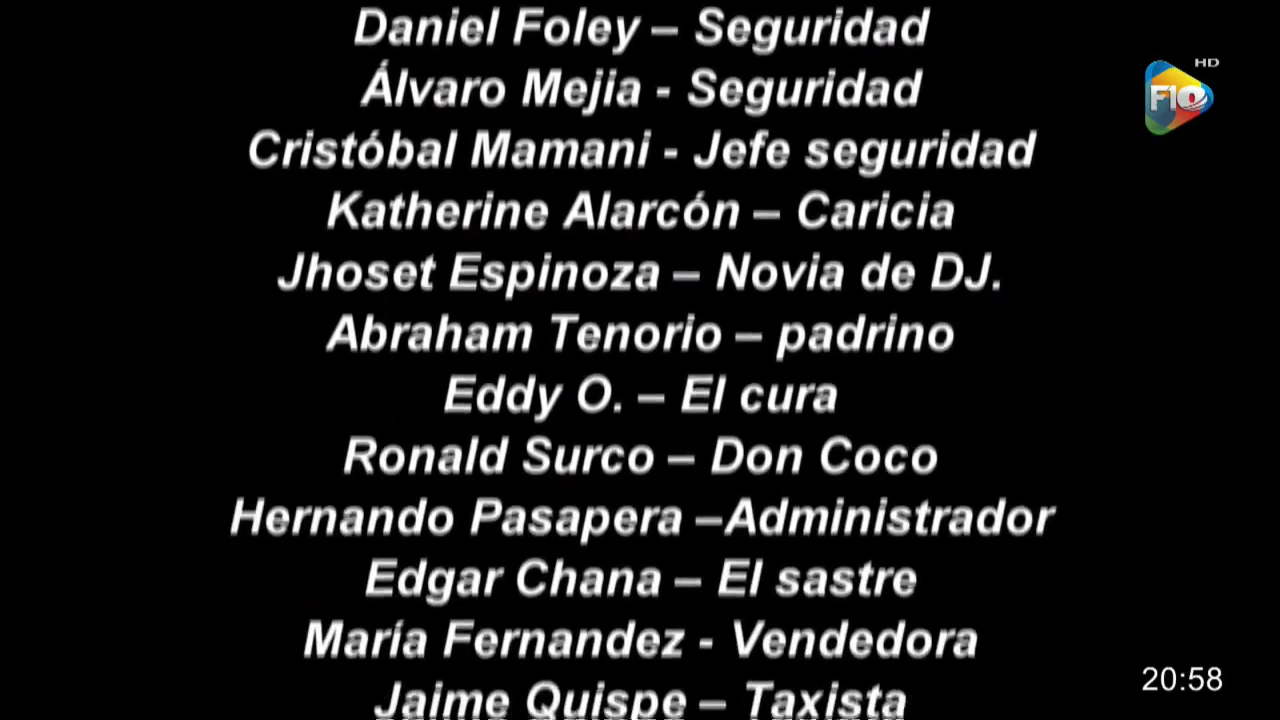 Daniel Foley – Seguridad
HD
F10
Álvaro Mejia - Seguridad
Cristóbal Mamani - Jefe seguridad
Katherine Alarcón – Caricia
Jhoset Espinoza – Novia de DJ.
Abraham Tenorio – padrino
Eddy O. – El cura
Ronald Surco – Don Coco
Hernando Pasapera –Administrador
Edgar Chana – El sastre
María Fernandez - Vendedora
Jaime Quispe – Taxista
20:58